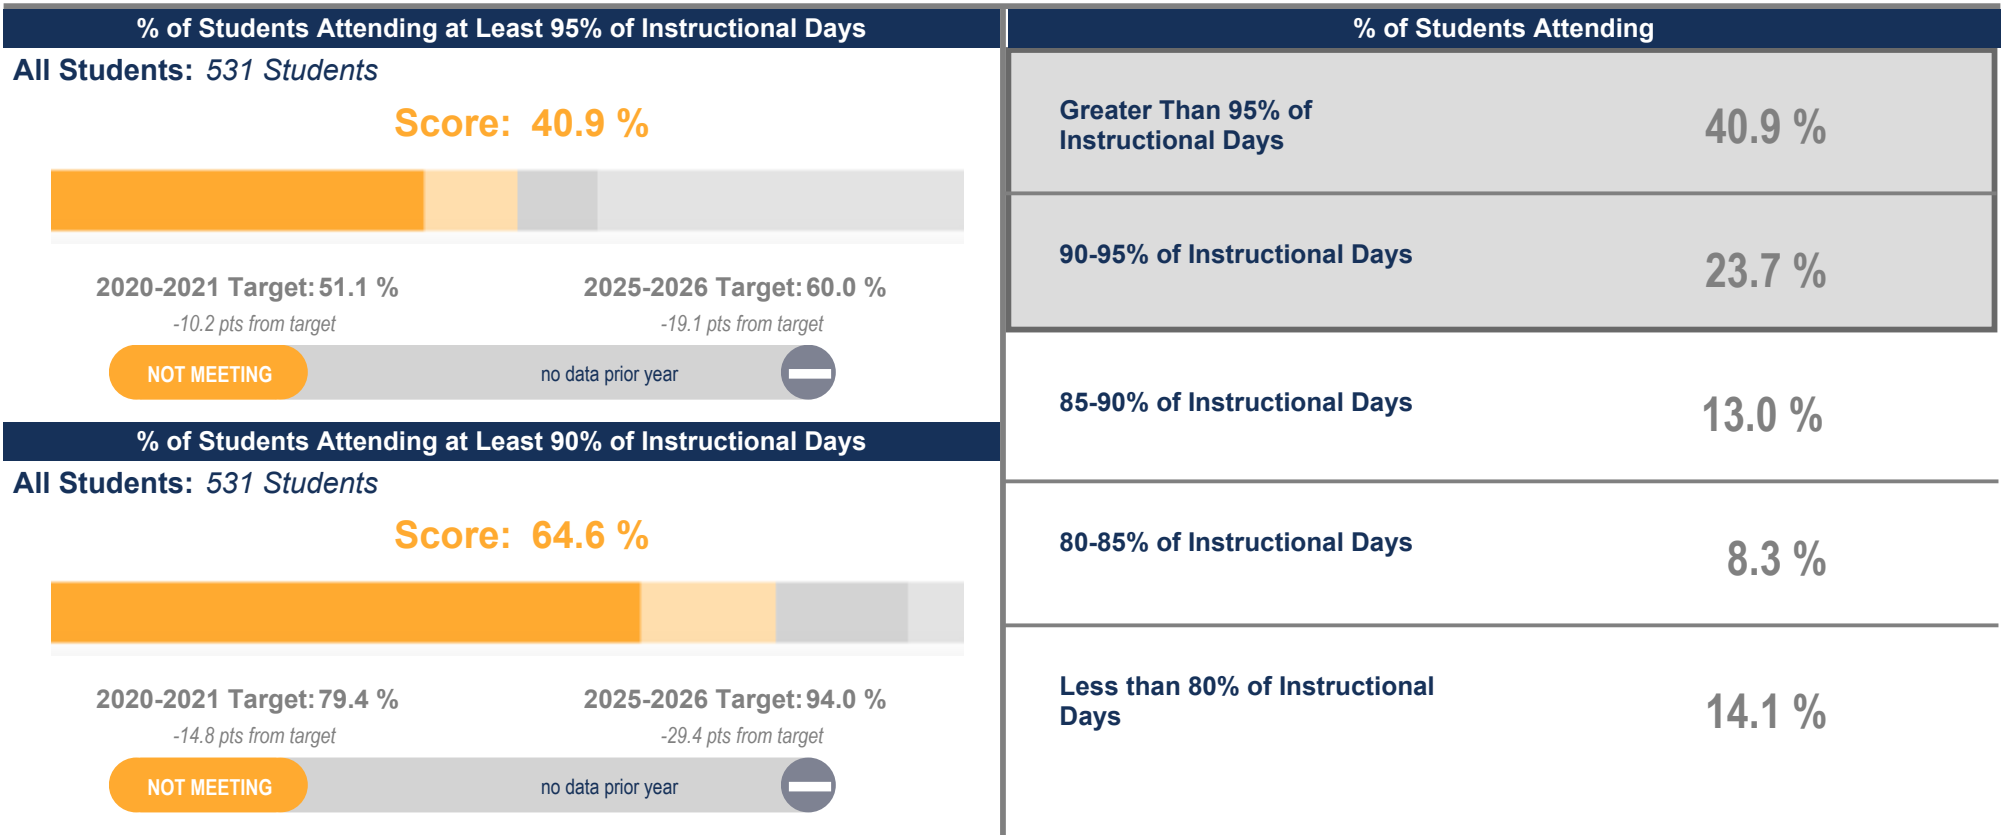 % of Students Attending at Least 95% of Instructional Days
All Students: 531 Students
Score: 40.9 %
2020-2021 Target: 51.1 %
-10.2 pts from target
2025-2026 Target: 60.0 %
-19.1 pts from target
NOT MEETING
no data prior year
% of Students Attending at Least 90% of Instructional Days
All Students: 531 Students
Score: 64.6 %
2020-2021 Target: 79.4 %
-14.8 pts from target
2025-2026 Target: 94.0 %
-29.4 pts from target
NOT MEETING
no data prior year
% of Students Attending
Greater Than 95% of
Instructional Days
40.9 %
90-95% of Instructional Days
23.7 %
85-90% of Instructional Days
13.0 %
80-85% of Instructional Days
8.3 %
Less than 80% of Instructional
Days
14.1 %